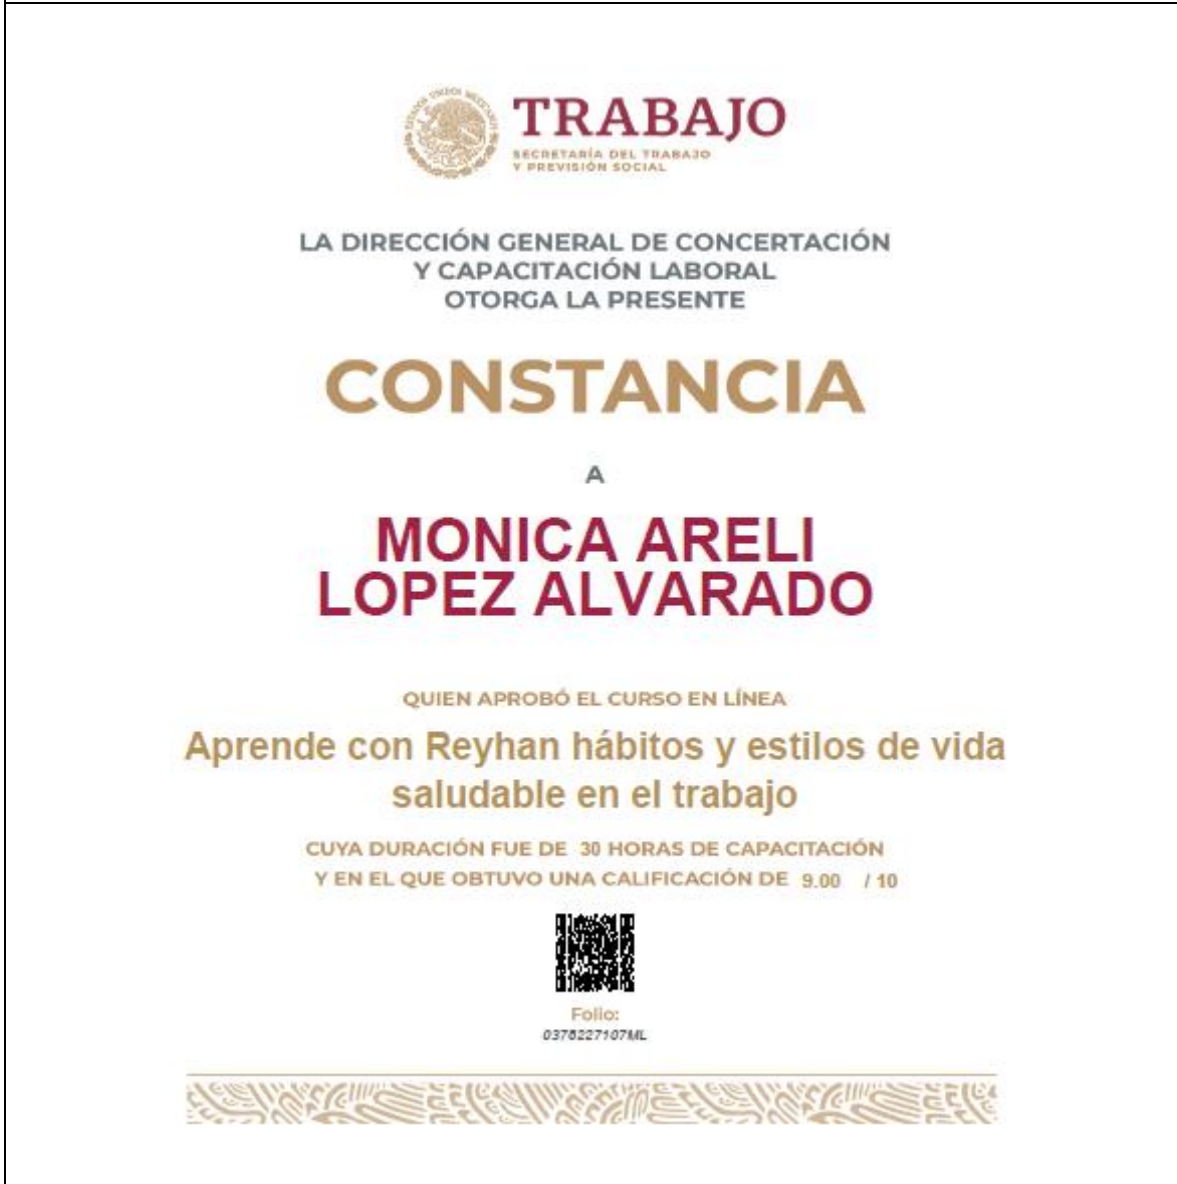 ESTADOS UNIDOS MEXICANOS
TRABAJO
SECRETARÍA DEL TRABAJO
Y PREVISIÓN SOCIAL
LA DIRECCIÓN GENERAL DE CONCERTACIÓN
Y CAPACITACIÓN LABORAL
OTORGA LA PRESENTE
CONSTANCIA
A
MONICA ARELI
LOPEZ ALVARADO
QUIEN APROBÓ EL CURSO EN LÍNEA
Aprende con Reyhan hábitos y estilos de vida
saludable en el trabajo
CUYA DURACIÓN FUE DE 30 HORAS DE CAPACITACIÓN
Y EN EL QUE OBTUVO UNA CALIFICACIÓN DE 9.00 / 10
Folio:
0378227107ML